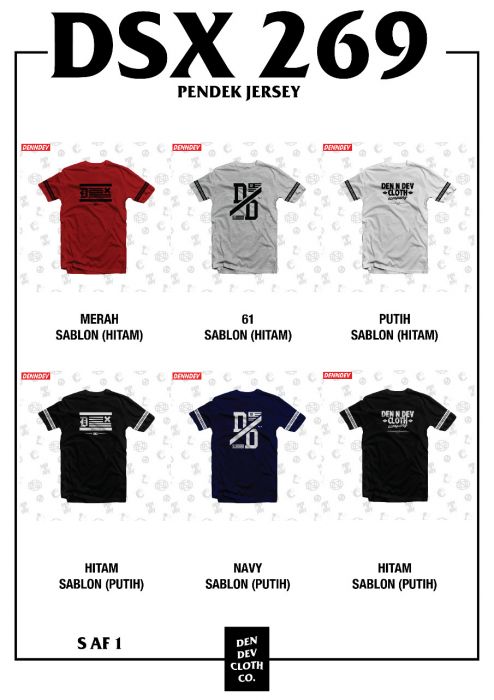 DSX 269
PENDEK JERSEY
DENNDEV DENNDEV DENNDEV
D/D
DEN N DEV
CLOTH
company
MERAH 61 PUTIH
SABLON (HITAM) SABLON (HITAM) SABLON (HITAM)
DENNDEV DENNDEV DENNDEV
D/D
DEN N DEV
CLOTH
company
HITAM NAVY HITAM
SABLON (PUTIH) SABLON (PUTIH) SABLON (PUTIH)
S AF 1
DEN
DEV
CLOTH
CO.